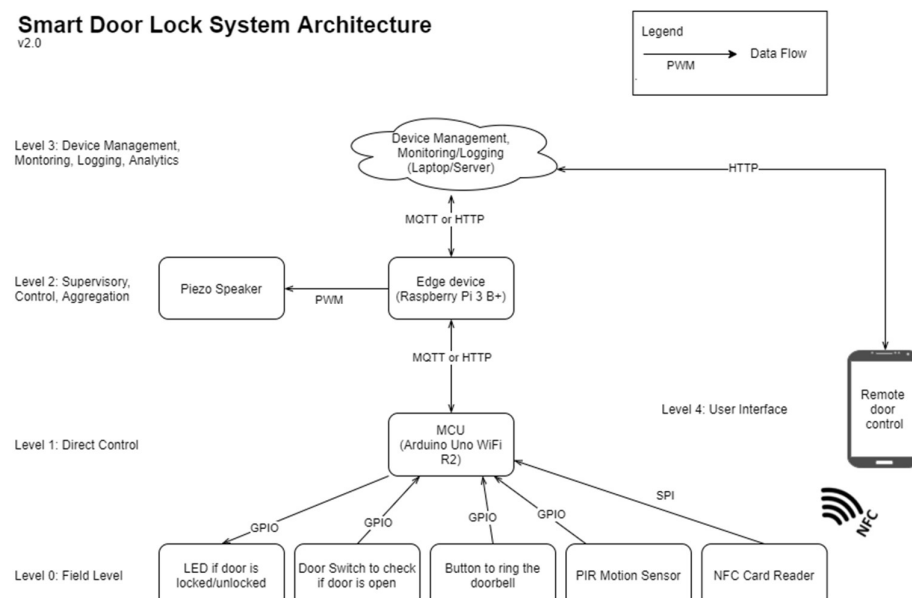 Smart Door Lock System Architecture
v2.0
Legend
PWM
Data Flow
Level 3: Device Management,
Montoring, Logging, Analytics
Device Management,
Monitoring/Logging
(Laptop/Server)
HTTP
MQTT or HTTP
Level 2: Supervisory,
Control, Aggregation
Piezo Speaker
PWM
Edge device
(Raspberry Pi 3 B+)
MQTT or HTTP
Level 4: User Interface
Remote
door
control
Level 1: Direct Control
MCU
(Arduino Uno WiFi
R2)
GPIO
GPIO
GPIO
GPIO
SPI
NFC
Level 0: Field Level
LED if door is
locked/unlocked
Door Switch to check
if door is open
Button to ring the
doorbell
PIR Motion Sensor
NFC Card Reader